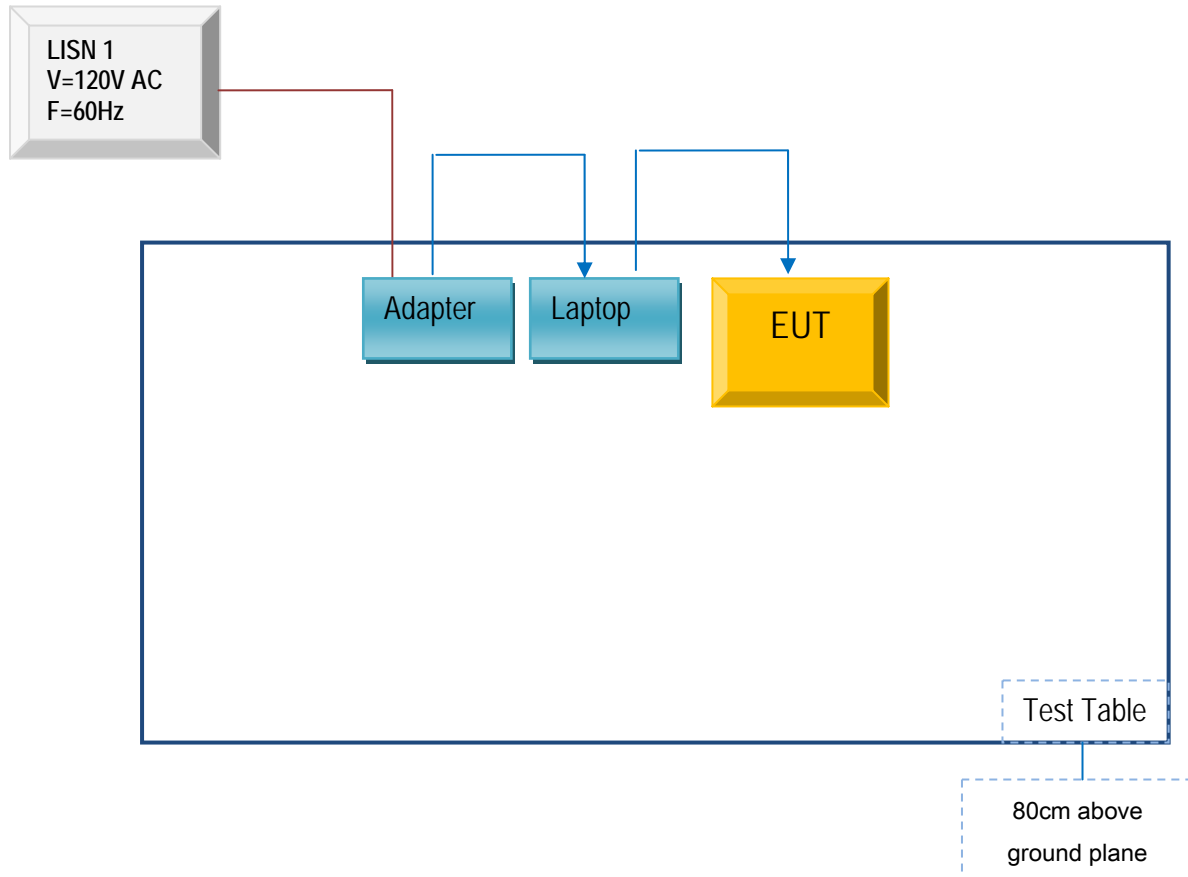 LISN 1
V=120V AC
F=60Hz
Adapter
Laptop
EUT
Test Table
80cm above
ground plane